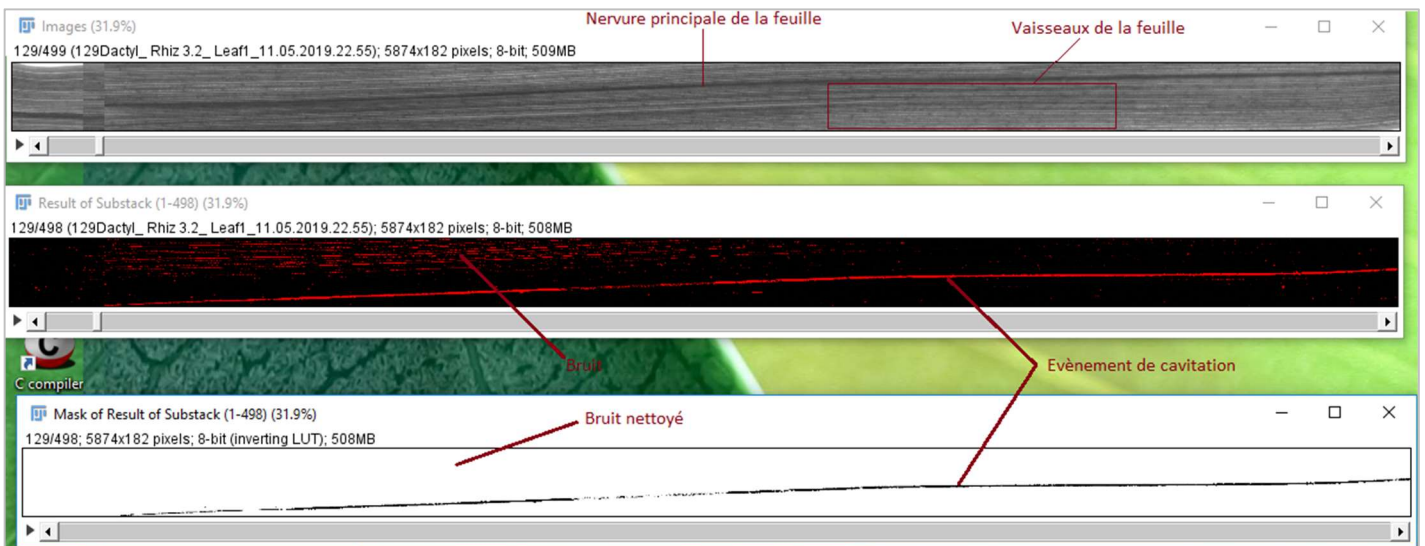 Images (31.9%)
Nervure principale de la feuille
Vaisseaux de la feuille
129/499 (129Dactyl_ Rhiz 3.2_ Leaf1_11.05.2019.22.55); 5874x182 pixels; 8-bit; 509MB
Result of Substack (1-498) (31.9%)
129/498 (129Dactyl_ Rhiz 3.2_ Leaf1_11.05.2019.22.55); 5874x182 pixels; 8-bit; 508MB
Bruit
Evènement de cavitation
C compiler
Mask of Result of Substack (1-498) (31.9%)
Bruit nettoyé
129/498; 5874x182 pixels; 8-bit (inverting LUT); 508MB